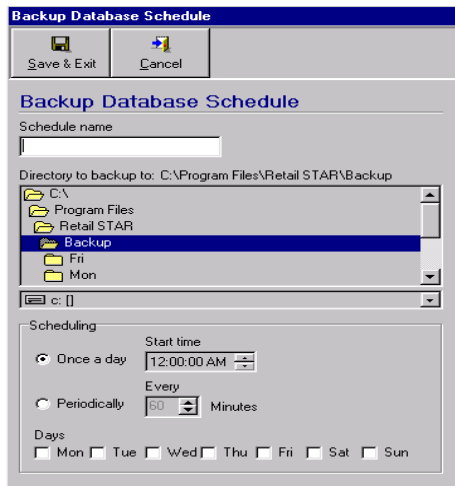 Backup Database Schedule
Save & Exit Cancel
Backup Database Schedule
Schedule name
Directory to backup to: C:\Program Files\Retail STAR\Backup
C:\
Program Files
Retail STAR
Backup
Fri
Mon
c: []
Scheduling
Start time
Once a day 12:00:00 AM
Every
Periodically 60 Minutes
Days
Mon Tue Wed Thu Fri Sat Sun